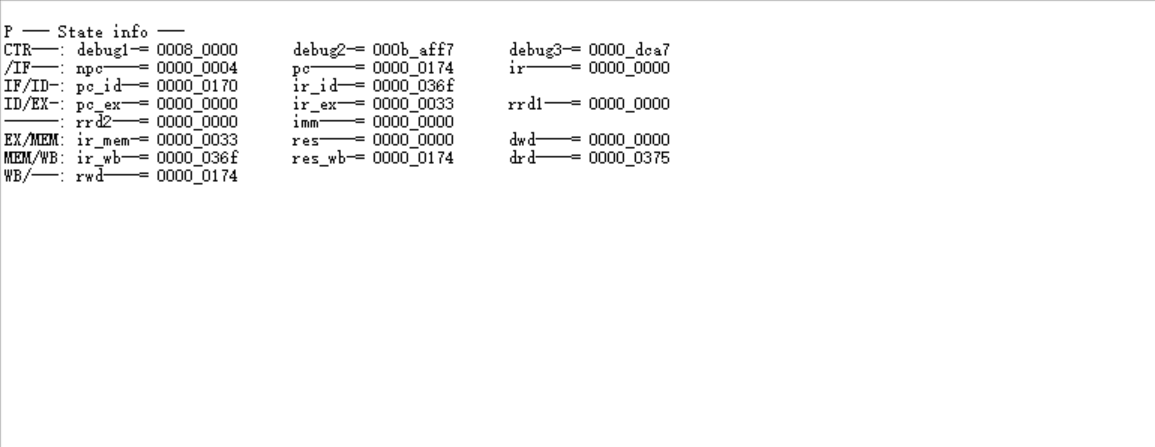 P —— State info ——
CTR——: debug1—= 0008_0000 debug2—= 000b_aff7 debug3—= 0000_dca7
/IF——: npc———= 0000_0004 pc———= 0000_0174 ir———= 0000_0000
IF/ID—: pc_id——= 0000_0170 ir_id——= 0000_036f
ID/EX—: pc_ex——= 0000_0000 ir_ex——= 0000_0033 rrd1——= 0000_0000
————: rrd2——= 0000_0000 imm———= 0000_0000
EX/MEM: ir_mem—= 0000_0033 res———= 0000_0000 dwd———= 0000_0000
MEM/WB: ir_wb——= 0000_036f res_wb—= 0000_0174 drd———= 0000_0375
WB/——: rwd———= 0000_0174